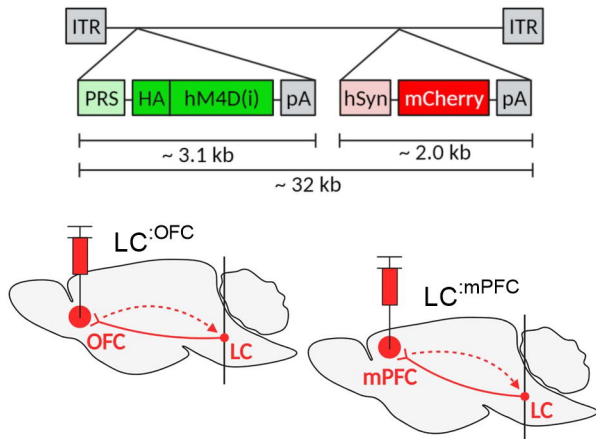 ITR ITR
PRS HA hM4D(i) pA hSyn mCherry pA
~ 3.1 kb ~ 2.0 kb
~ 32 kb
LC:OFC
OFC LC
LC:mPFC
mPFC LC